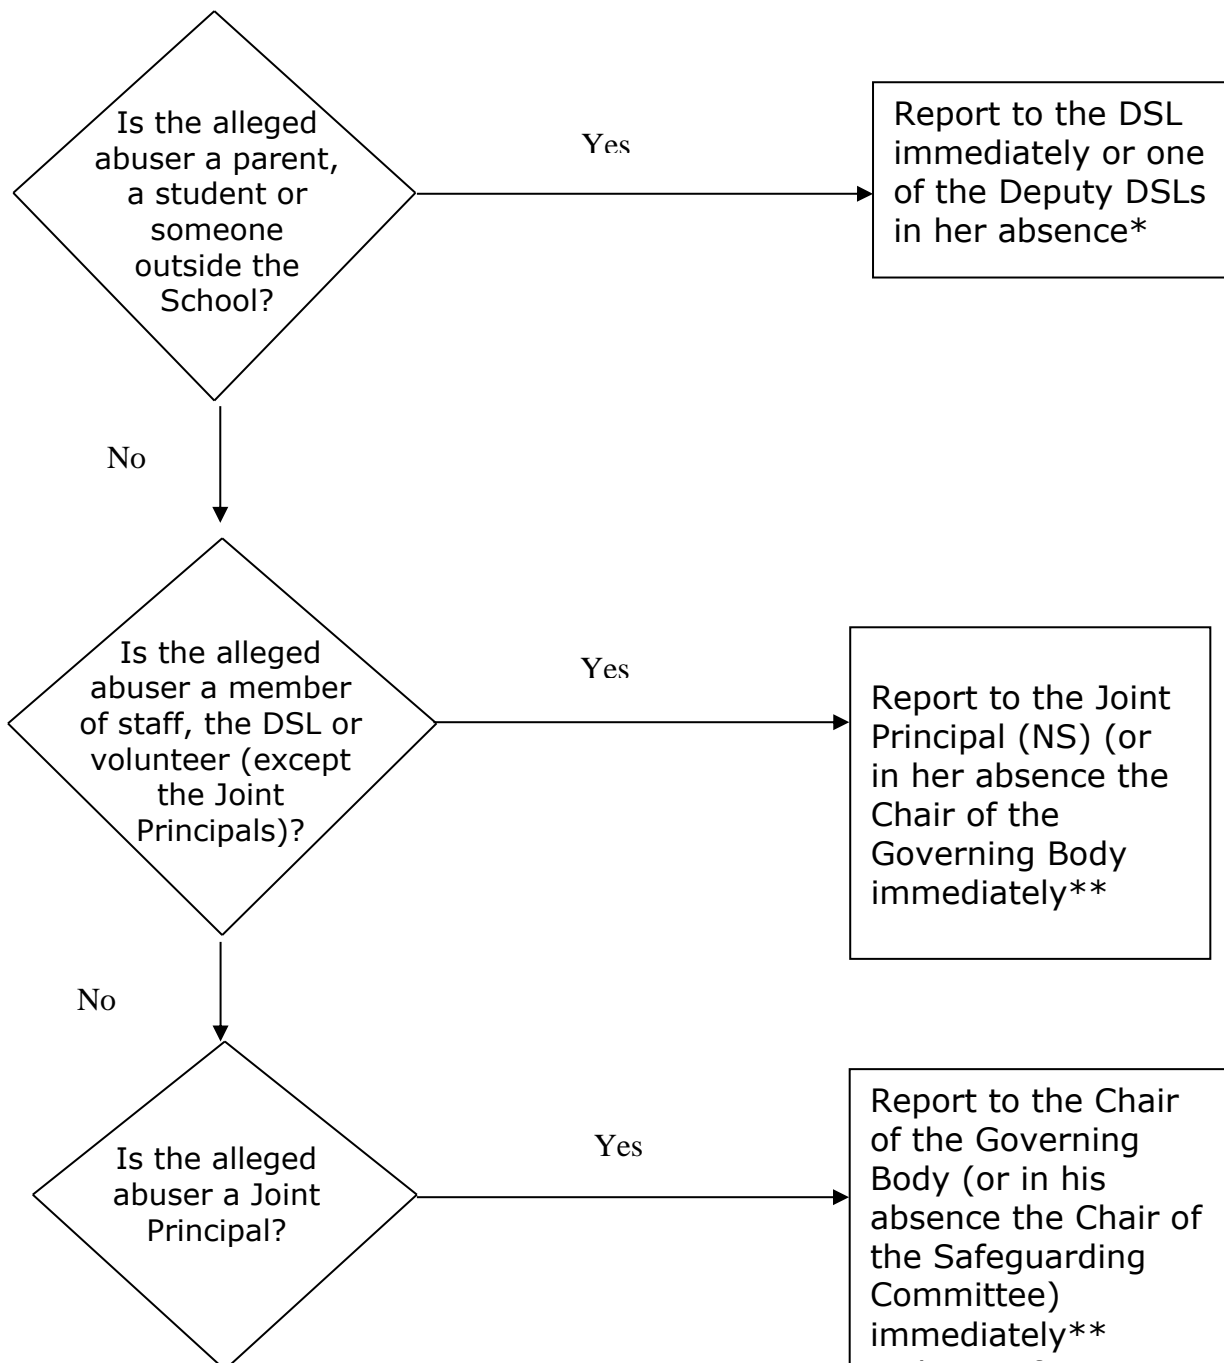 Is the alleged
abuser a parent,
a student or
someone
outside the
School?
Yes
Report to the DSL
immediately or one
of the Deputy DSLs
in her absence*
No
Is the alleged
abuser a member
of staff, the DSL or
volunteer (except
the Joint
Principals)?
Yes
Report to the Joint
Principal (NS) (or
in her absence the
Chair of the
Governing Body
immediately**
No
Is the alleged
abuser a Joint
Principal?
Yes
Report to the Chair
of the Governing
Body (or in his
absence the Chair of
the Safeguarding
Committee)
immediately**